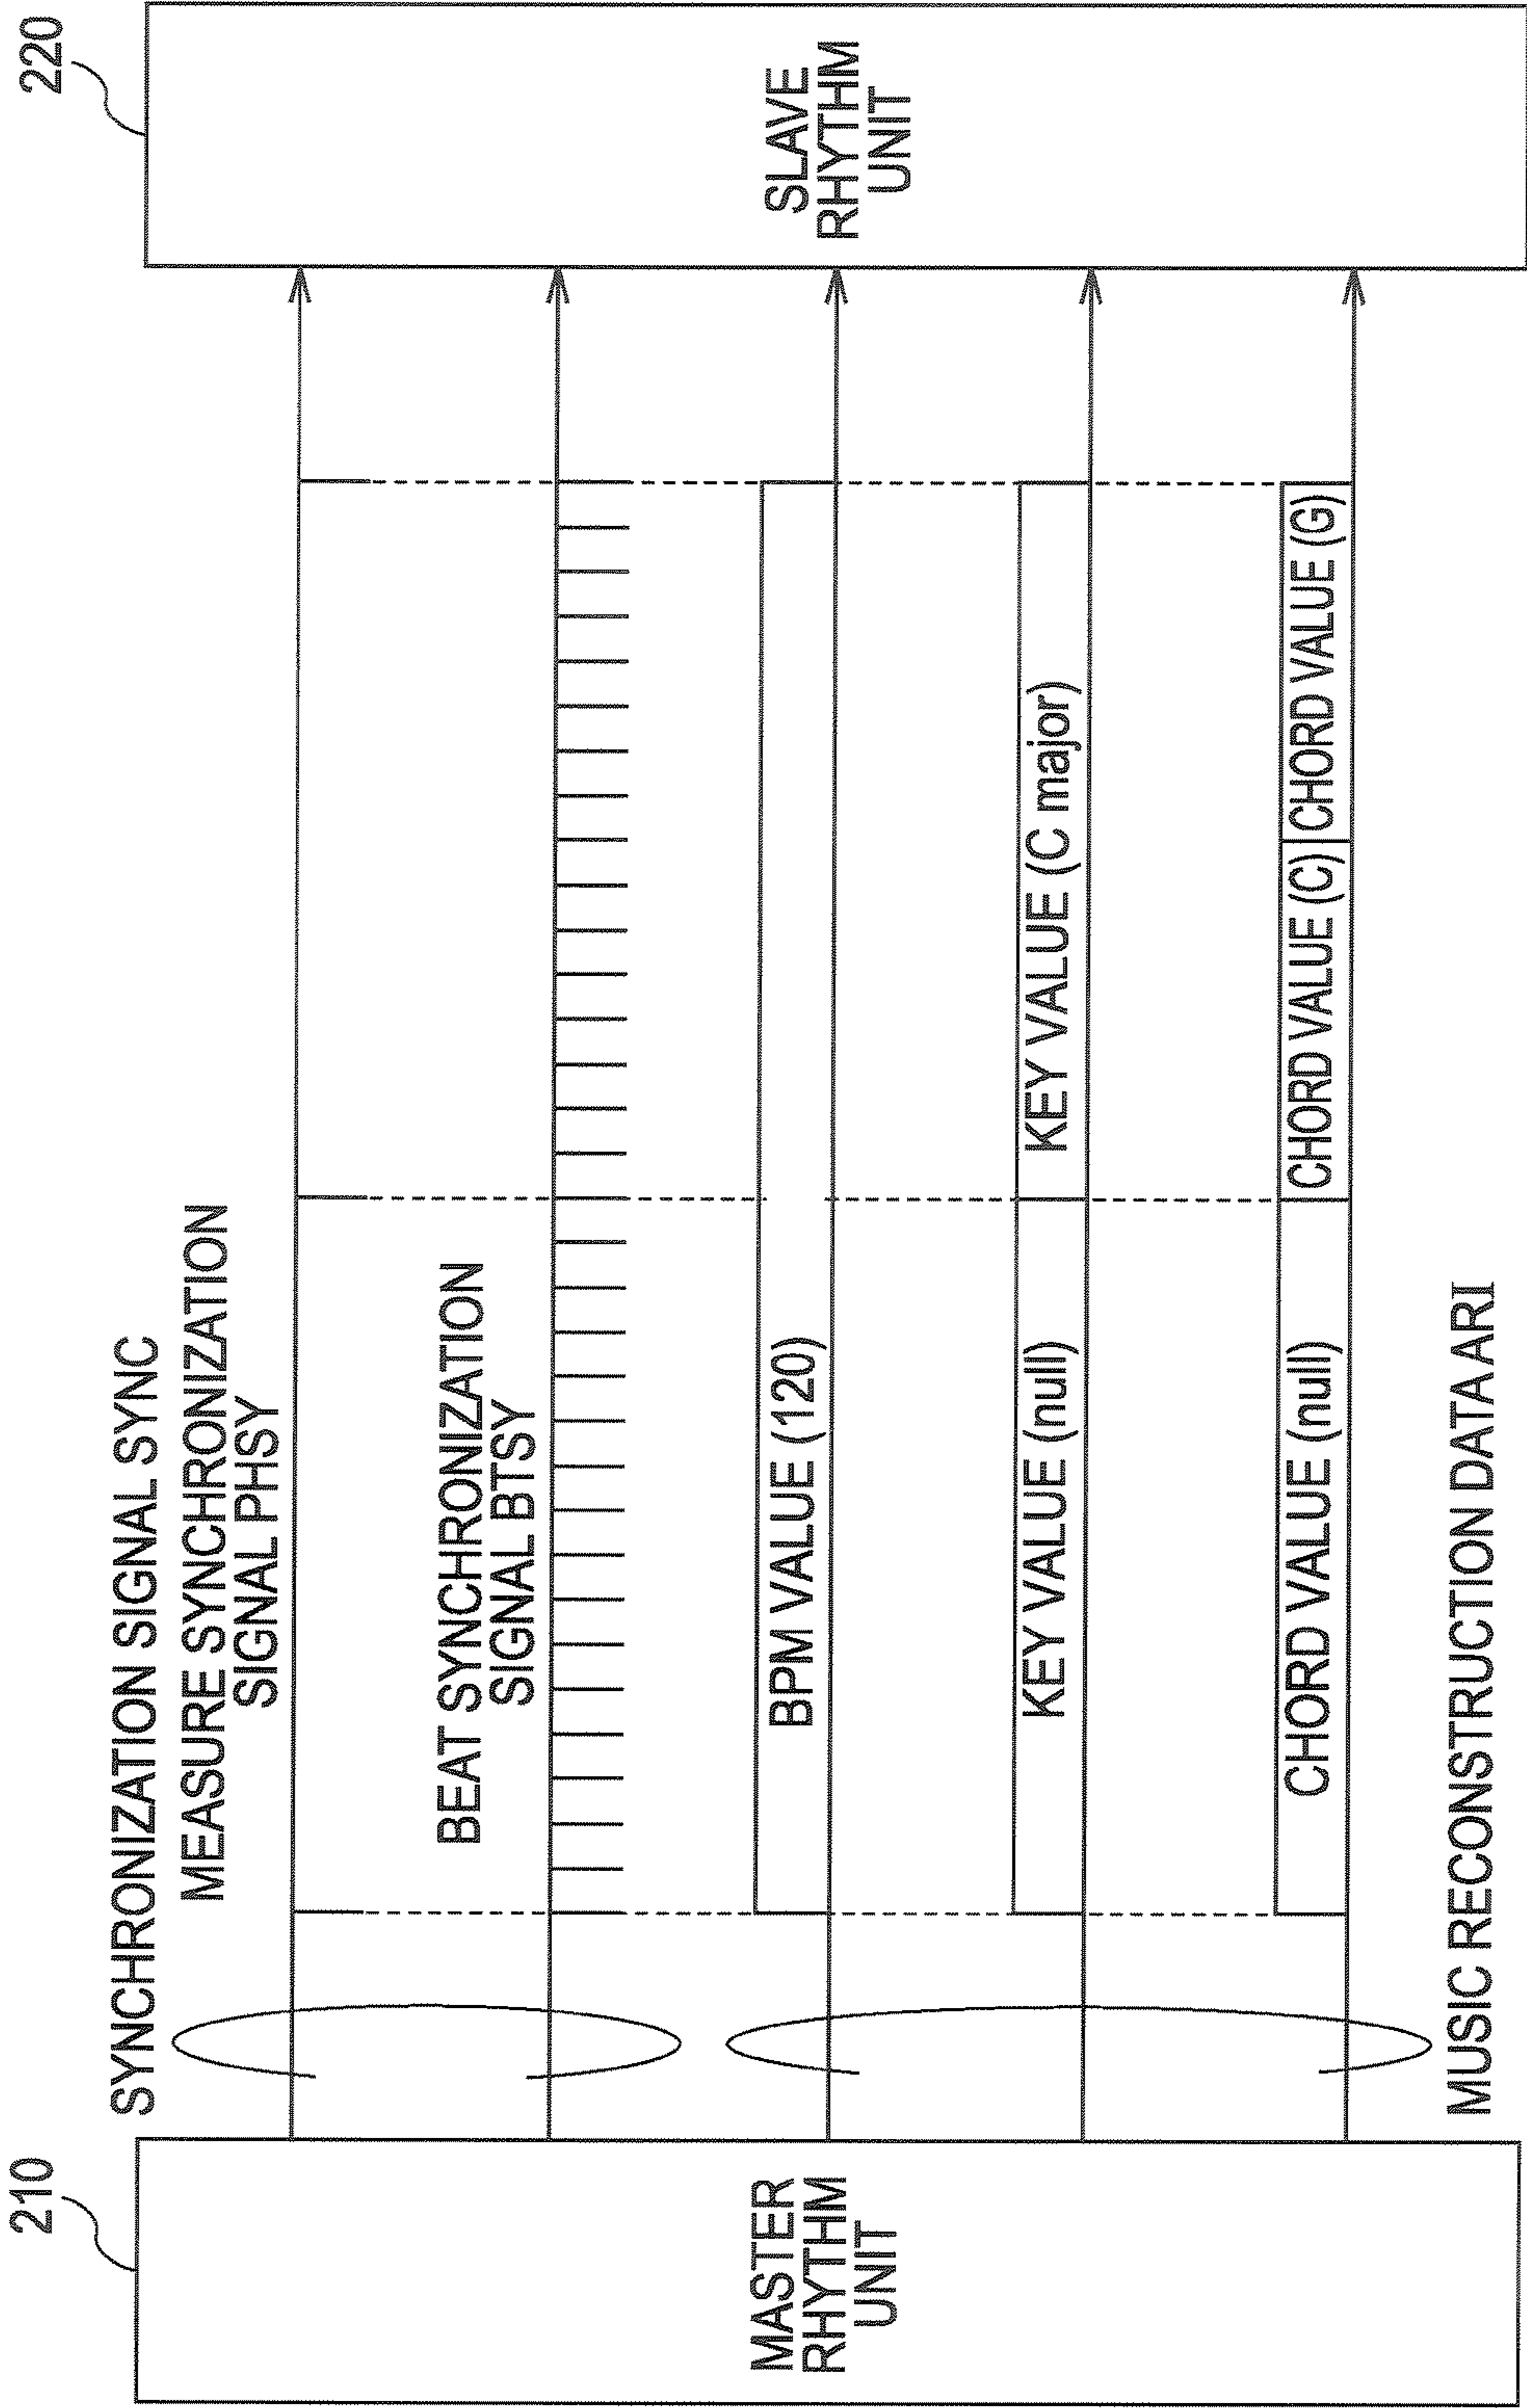 210
220
MASTER
RHYTHM
UNIT
SYNCHRONIZATION SIGNAL SYNC
MEASURE SYNCHRONIZATION
SIGNAL PHSY
BEAT SYNCHRONIZATION
SIGNAL BTSY
BPM VALUE (120)
KEY VALUE (null)
KEY VALUE (C major)
CHORD VALUE (null)
CHORD VALUE (C)
CHORD VALUE (G)
MUSIC RECONSTRUCTION DATA ARI
SLAVE
RHYTHM
UNIT